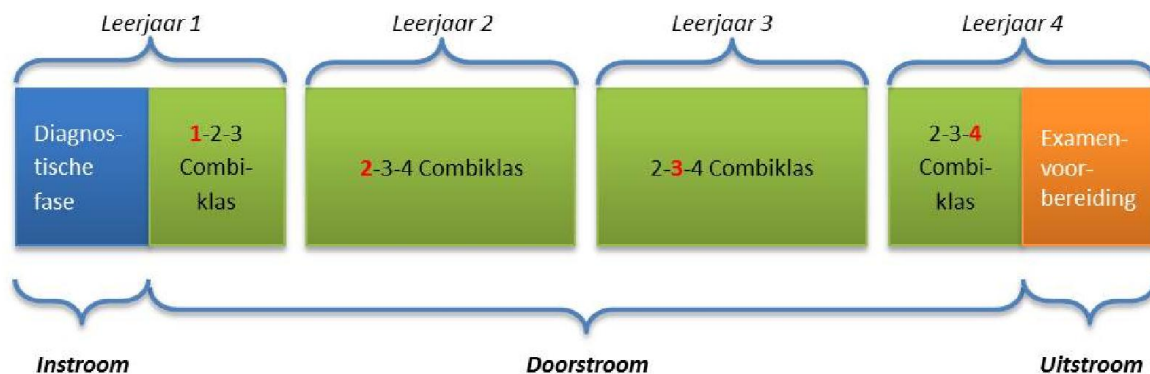 Leerjaar 1
Leerjaar 2
Leerjaar 3
Leerjaar 4
Diagnos-
tische
fase
1-2-3
Combi-
klas
2-3-4 Combiklas
2-3-4 Combiklas
2-3-4
Combi-
klas
Examen-
voor-
bereiding
Instroom
Doorstroom
Uitstroom